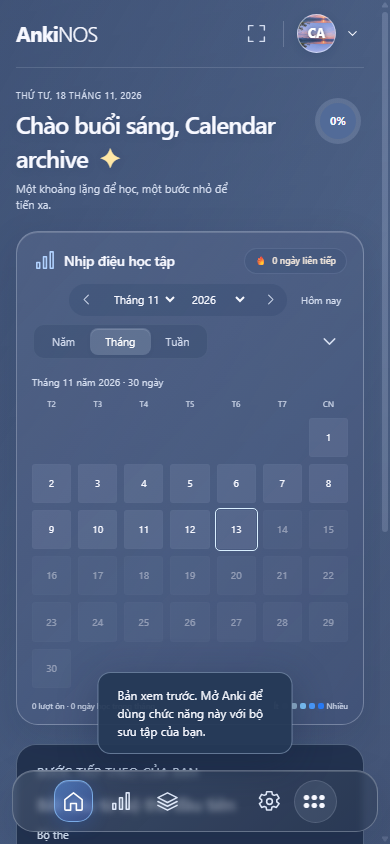 AnkiNOS
CA
THỨ TƯ, 18 THÁNG 11, 2026
Chào buổi sáng, Calendar
archive
0%
Một khoảng lặng để học, một bước nhỏ để
tiến xa.
Nhịp điệu học tập
0 ngày liên tiếp
Tháng 11
2026
Hôm nay
Năm
Tháng
Tuần
Tháng 11 năm 2026 · 30 ngày
T2 T3 T4 T5 T6 T7 CN
1
2 3 4 5 6 7 8
9 10 11 12 13 14 15
16 17 18 19 20 21 22
23 24 25 26 27 28 29
30
0 lượt ôn · 0 ngày
Nhiều
Bản xem trước. Mở Anki để
dùng chức năng này với bộ
sưu tập của bạn.
BƯỚC TIẾP THEO CỦA BẠN
Bộ thẻ